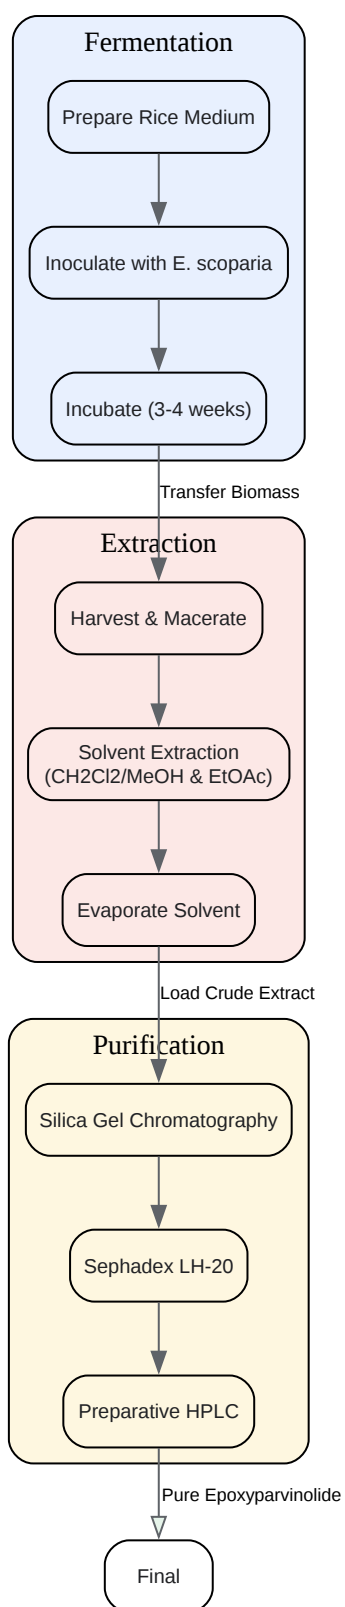 Fermentation
Prepare Rice Medium
Inoculate with E. scoparia
Incubate (3-4 weeks)
Transfer Biomass
Extraction
Harvest & Macerate
Solvent Extraction
(CH2Cl2/MeOH & EtOAc)
Evaporate Solvent
Load Crude Extract
Purification
Silica Gel Chromatography
Sephadex LH-20
Preparative HPLC
Pure Epoxyparvinolide
Final